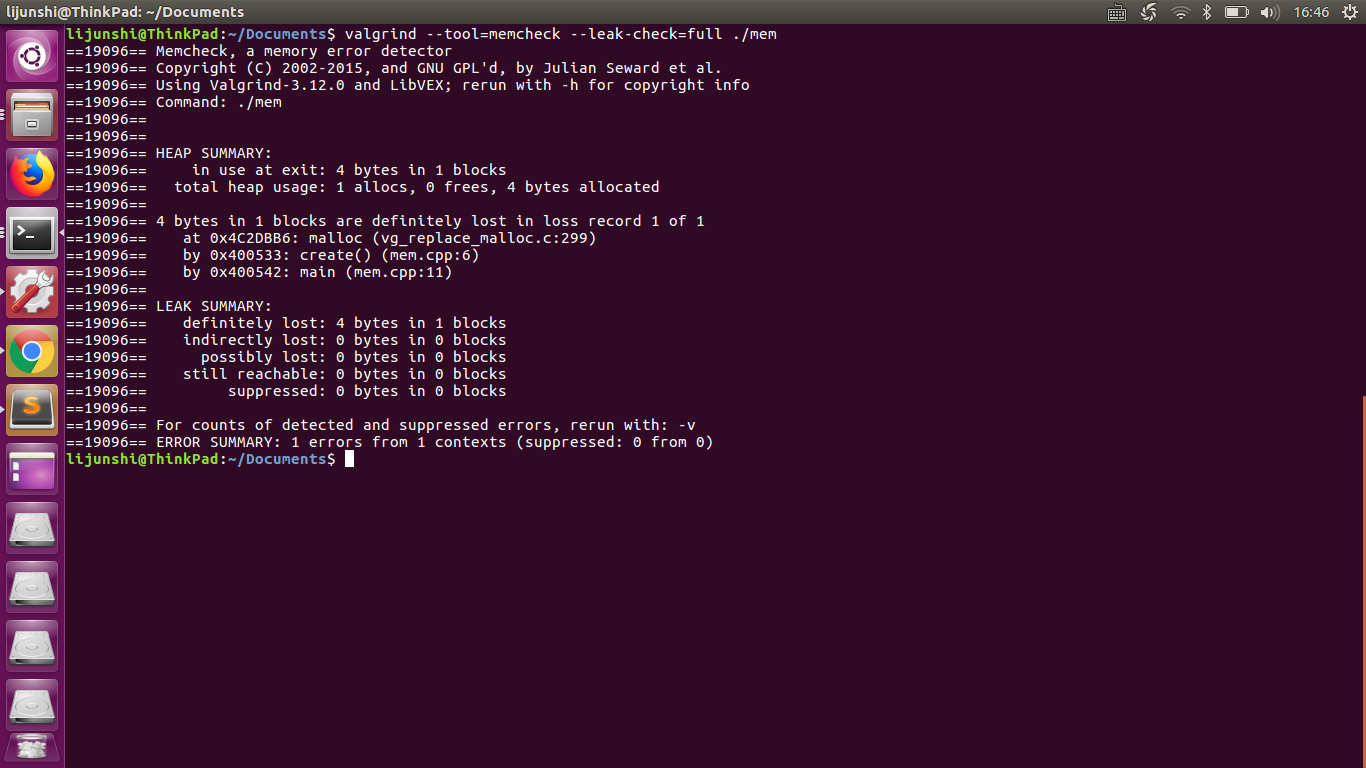 lijunshi@ThinkPad: ~/Documents
16:46
lijunshi@ThinkPad:~/Documents$ valgrind --tool=memcheck --leak-check=full ./mem
==19096== Memcheck, a memory error detector
==19096== Copyright (C) 2002-2015, and GNU GPL'd, by Julian Seward et al.
==19096== Using Valgrind-3.12.0 and LibVEX; rerun with -h for copyright info
==19096== Command: ./mem
==19096==
==19096==
==19096== HEAP SUMMARY:
==19096==     in use at exit: 4 bytes in 1 blocks
==19096==   total heap usage: 1 allocs, 0 frees, 4 bytes allocated
==19096==
==19096== 4 bytes in 1 blocks are definitely lost in loss record 1 of 1
==19096==    at 0x4C2DBB6: malloc (vg_replace_malloc.c:299)
==19096==    by 0x400533: create() (mem.cpp:6)
==19096==    by 0x400542: main (mem.cpp:11)
==19096==
==19096== LEAK SUMMARY:
==19096==    definitely lost: 4 bytes in 1 blocks
==19096==    indirectly lost: 0 bytes in 0 blocks
==19096==      possibly lost: 0 bytes in 0 blocks
==19096==    still reachable: 0 bytes in 0 blocks
==19096==         suppressed: 0 bytes in 0 blocks
==19096==
==19096== For counts of detected and suppressed errors, rerun with: -v
==19096== ERROR SUMMARY: 1 errors from 1 contexts (suppressed: 0 from 0)
lijunshi@ThinkPad:~/Documents$